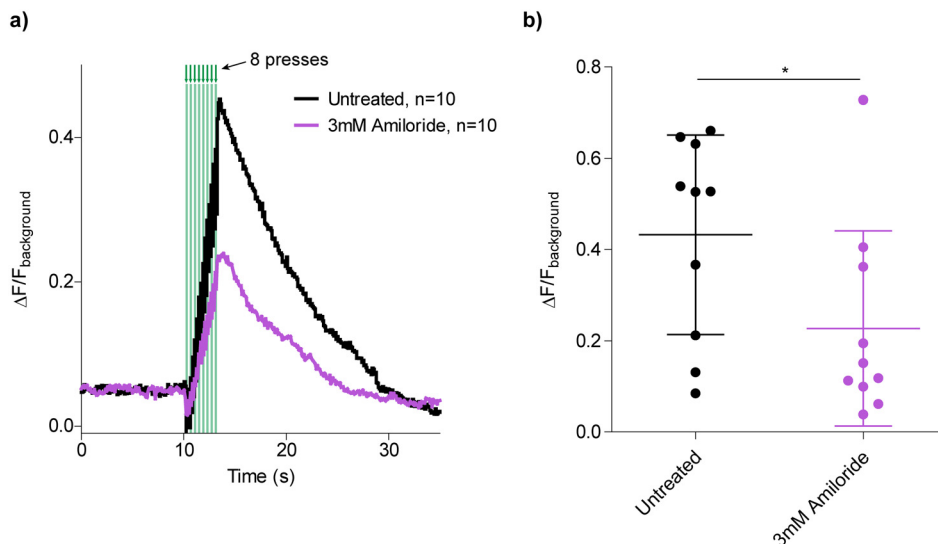 a)
8 presses
Untreated, n=10
3mM Amiloride, n=10
ΔF/Fbackground
0.4
0.2
0.0
0 10 20 30
Time (s)
b)
*
ΔF/Fbackground
0.8
0.6
0.4
0.2
0.0
Untreated
3mM Amiloride